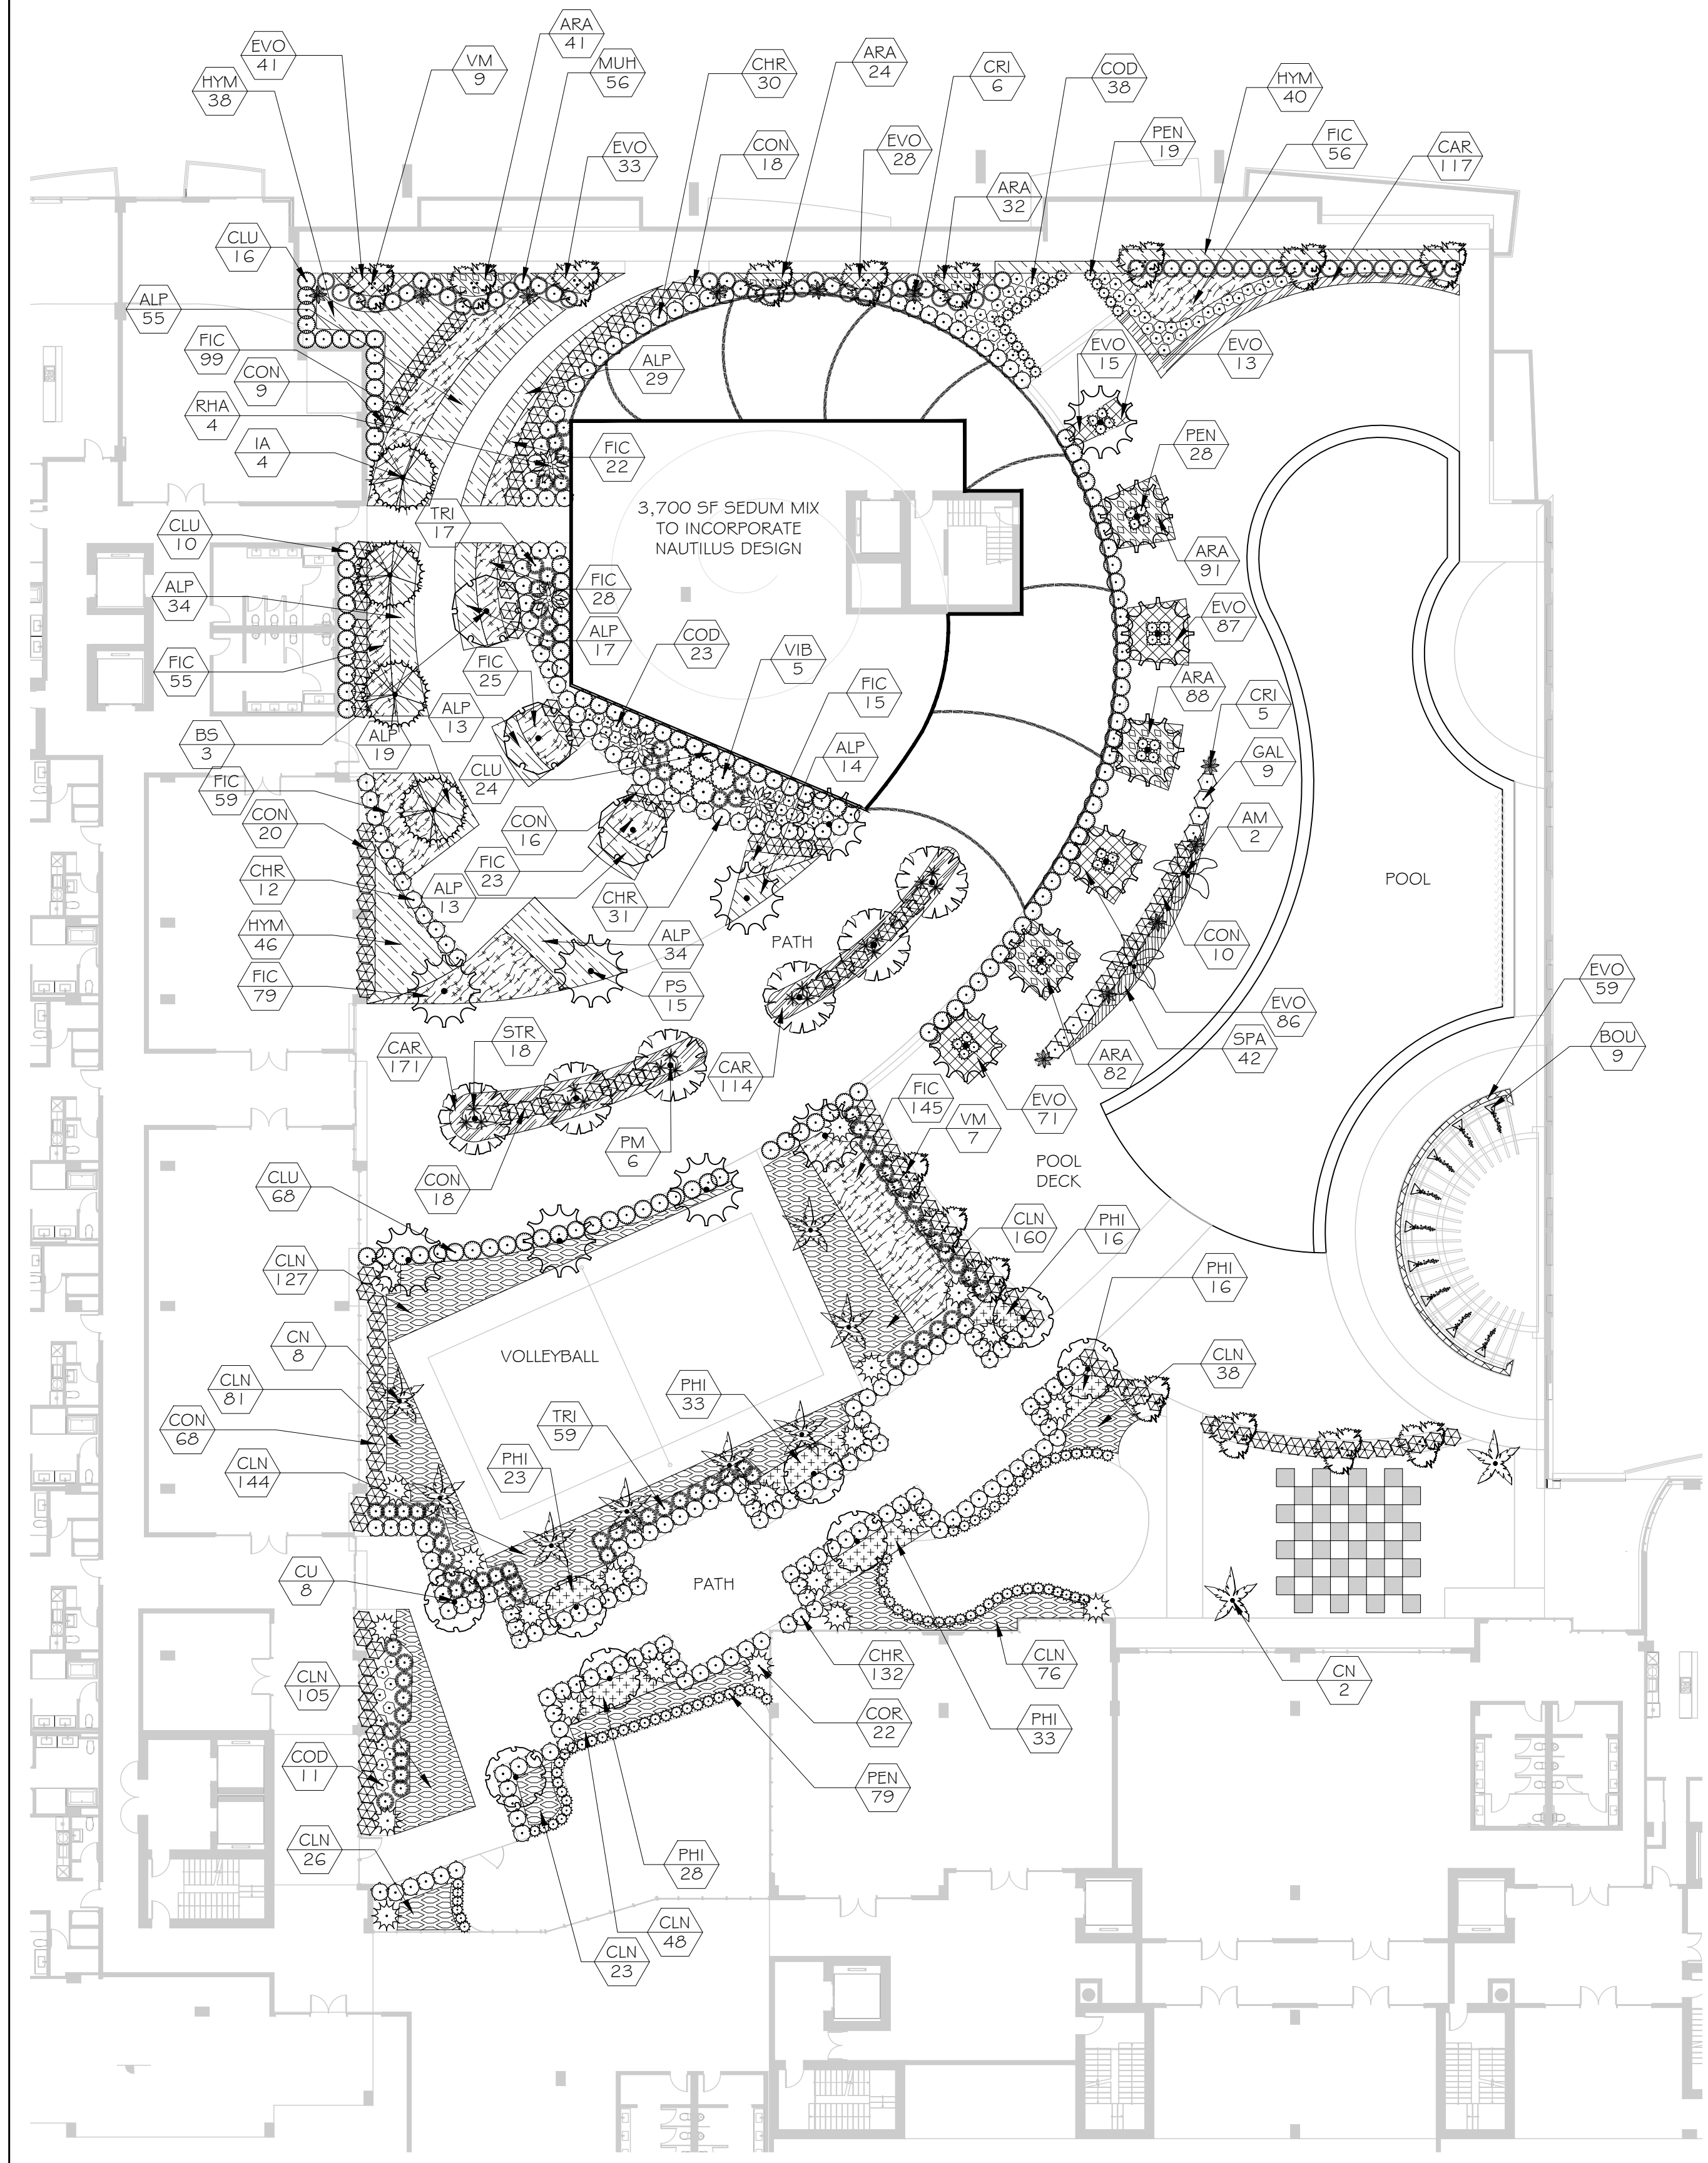 ARA
41
EVO
41
VM
9
MUH
56
CHR
30
ARA
24
CRI
6
COD
38
HYM
38
HYM
40
PEN
19
FIC
56
CAR
117
EVO
33
CON
18
EVO
28
ARA
32
CLU
16
ALP
55
FIC
99
CON
9
RHA
4
IA
4
ALP
29
EVO
15
EVO
13
FIC
22
PEN
28
3,700 SF SEDUM MIX
TO INCORPORATE
NAUTILUS DESIGN
TRI
17
CLU
10
ARA
91
ALP
34
FIC
28
EVO
87
FIC
55
ALP
17
COD
23
VIB
5
FIC
25
FIC
15
ARA
88
CRI
5
BS
3
ALP
19
ALP
13
CLU
24
ALP
14
GAL
9
FIC
59
CON
20
CON
16
AM
2
CHR
12
ALP
13
FIC
23
CHR
31
POOL
HYM
46
ALP
34
PATH
CON
10
FIC
79
PS
15
EVO
59
EVO
86
CAR
171
STR
18
CAR
114
ARA
82
SPA
42
BOU
9
FIC
145
EVO
71
VM
7
PM
6
CON
18
POOL
DECK
CLU
68
CLN
160
PHI
16
CLN
127
PHI
16
CN
8
VOLLEYBALL
CLN
38
CLN
81
PHI
33
CON
68
TRI
59
CLN
144
PHI
23
CU
8
PATH
CLN
105
CHR
132
CLN
76
CN
2
COR
22
PHI
33
COD
11
PEN
79
CLN
26
PHI
28
CLN
48
CLN
23